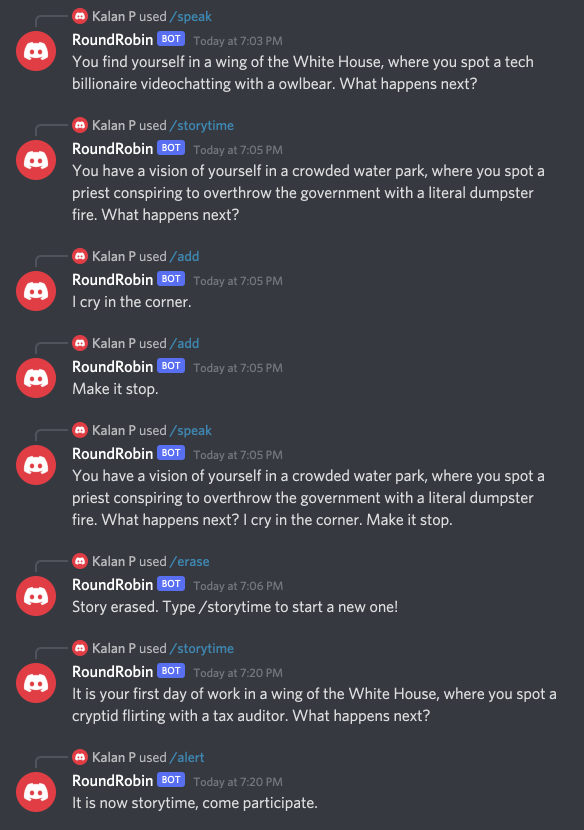 Kalan P used /speak
RoundRobin BOT Today at 7:03 PM
You find yourself in a wing of the White House, where you spot a tech
billionaire videochatting with a owlbear. What happens next?
Kalan P used /storytime
RoundRobin BOT Today at 7:05 PM
You have a vision of yourself in a crowded water park, where you spot a
priest conspiring to overthrow the government with a literal dumpster
fire. What happens next?
Kalan P used /add
RoundRobin BOT Today at 7:05 PM
I cry in the corner.
Kalan P used /add
RoundRobin BOT Today at 7:05 PM
Make it stop.
Kalan P used /speak
RoundRobin BOT Today at 7:05 PM
You have a vision of yourself in a crowded water park, where you spot a
priest conspiring to overthrow the government with a literal dumpster
fire. What happens next? I cry in the corner. Make it stop.
Kalan P used /erase
RoundRobin BOT Today at 7:06 PM
Story erased. Type /storytime to start a new one!
Kalan P used /storytime
RoundRobin BOT Today at 7:20 PM
It is your first day of work in a wing of the White House, where you spot a
cryptid flirting with a tax auditor. What happens next?
Kalan P used /alert
RoundRobin BOT Today at 7:20 PM
It is now storytime, come participate.